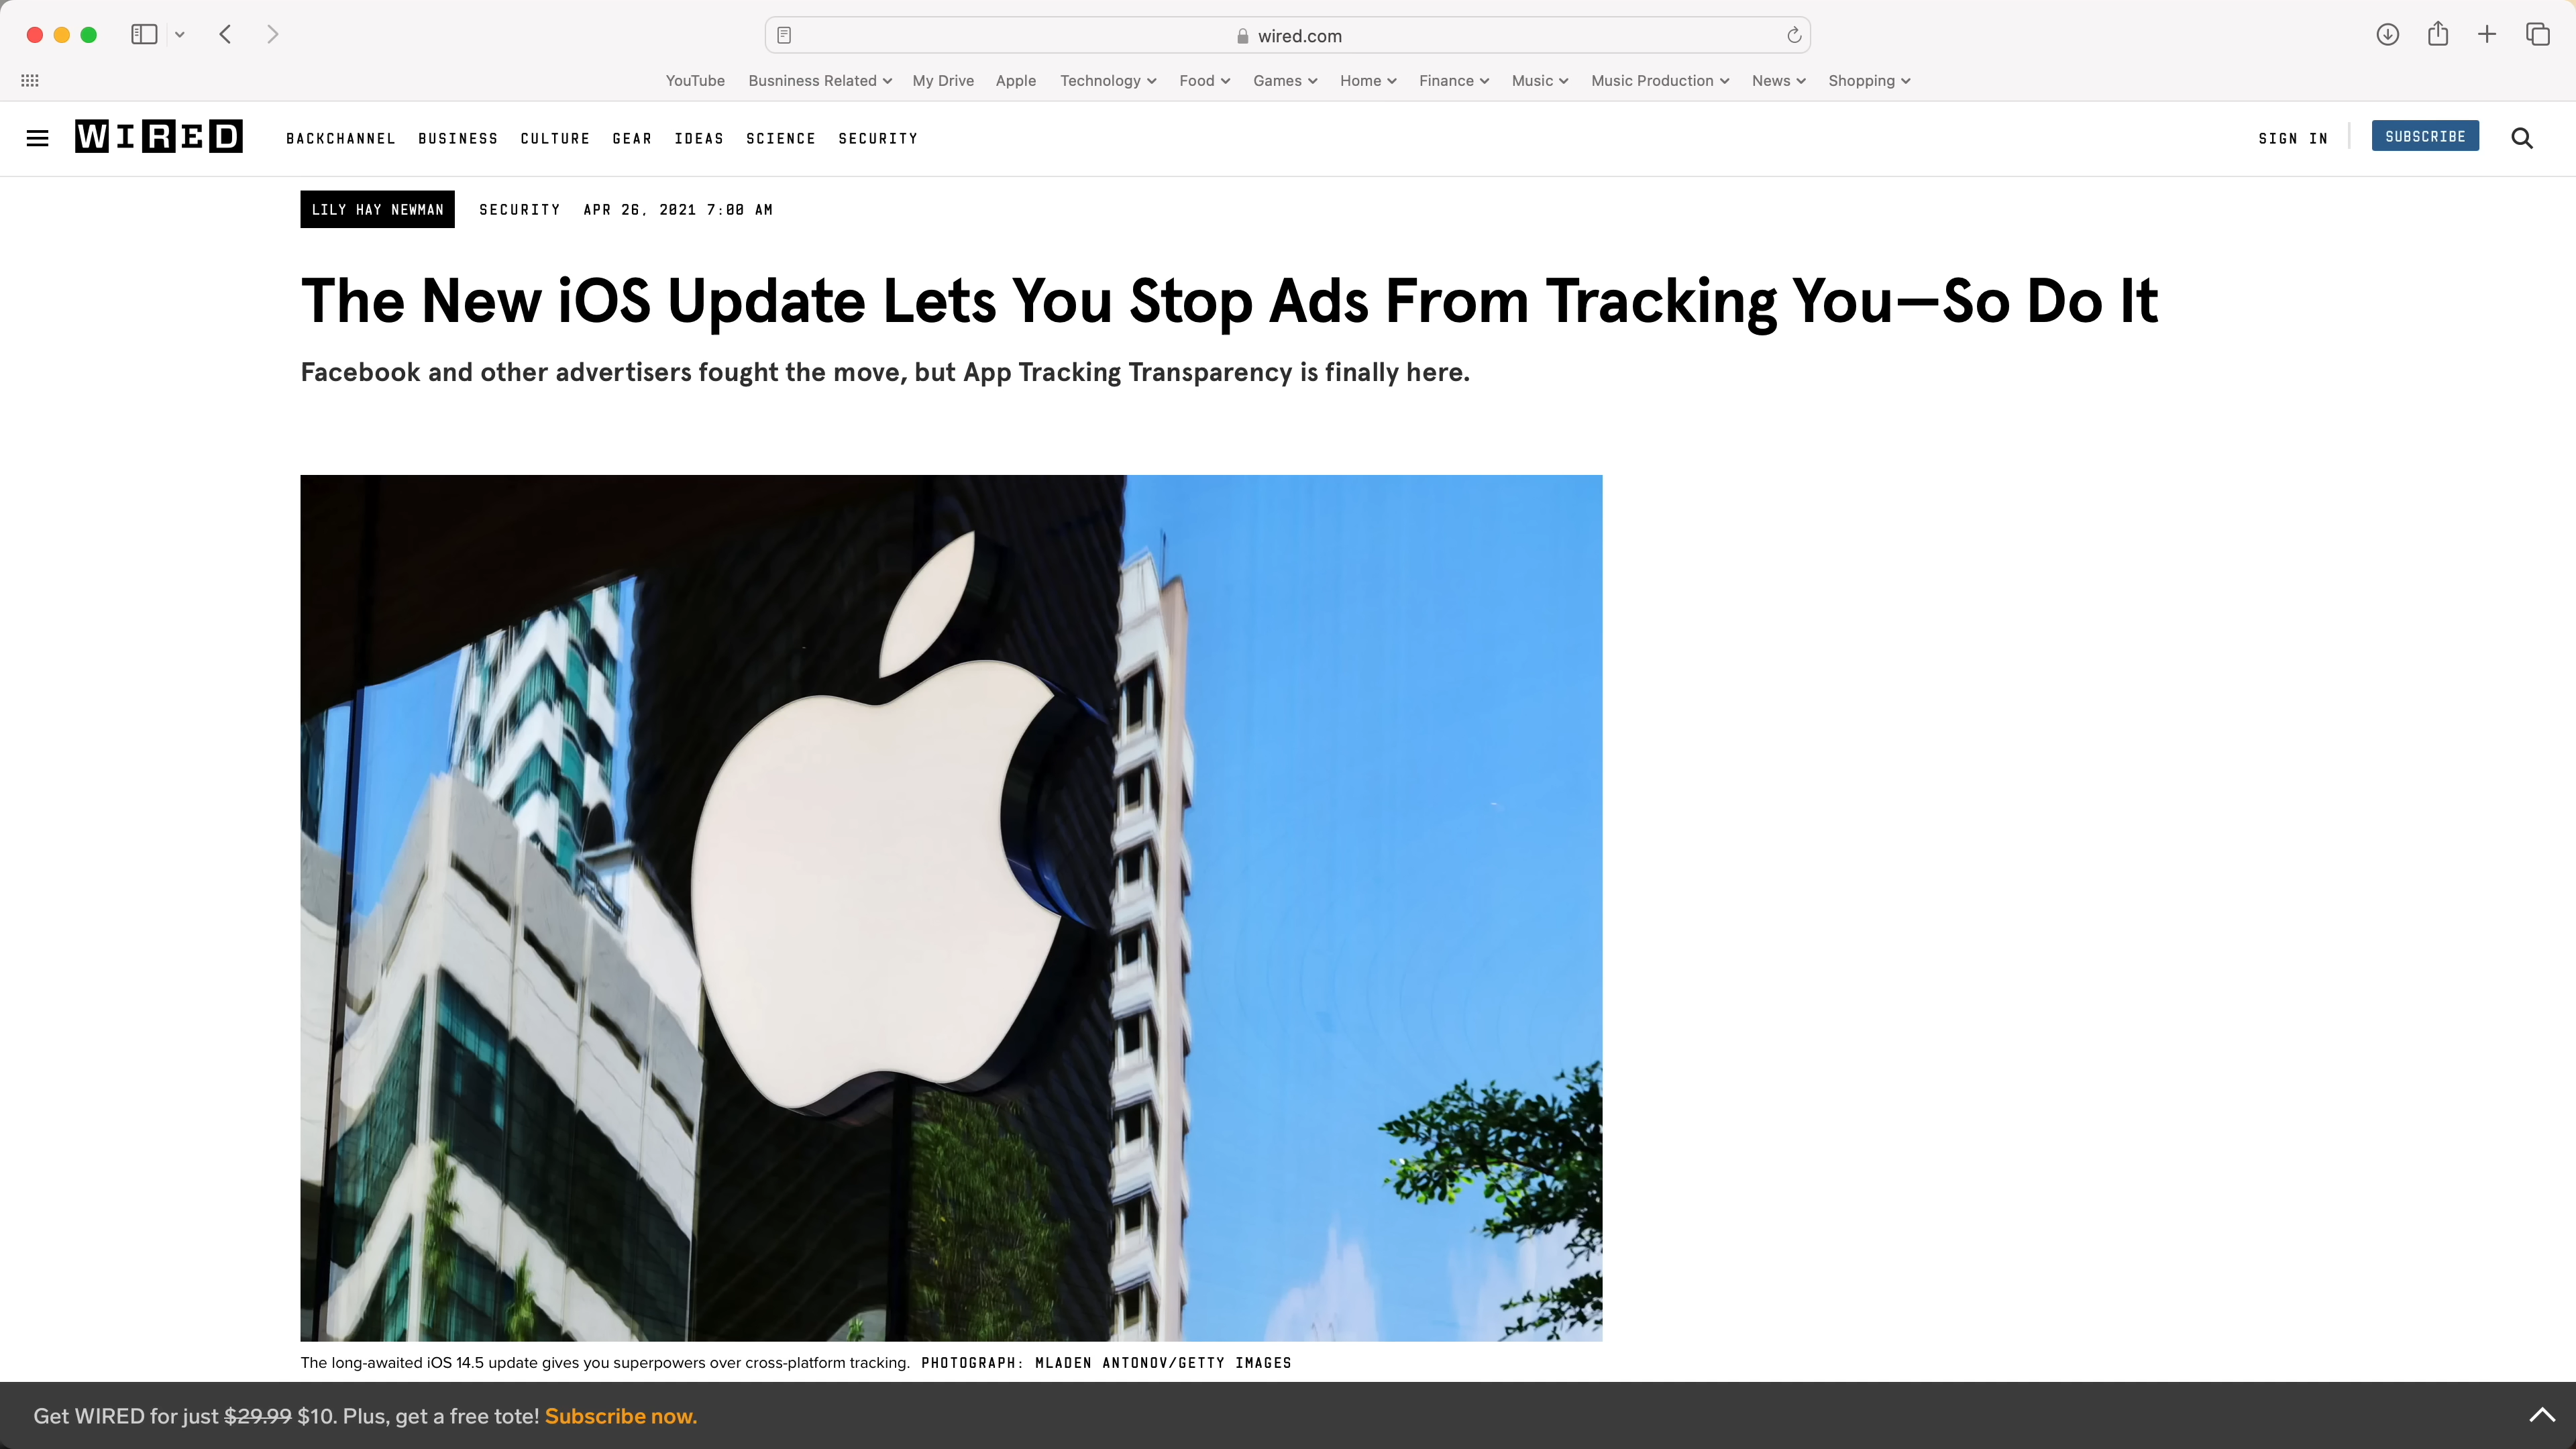 wired.com
YouTube Busniness Related My Drive Apple Technology Food Games Home Finance Music Music Production News Shopping
WIRED BACKCHANNEL BUSINESS CULTURE GEAR IDEAS SCIENCE SECURITY SIGN IN SUBSCRIBE
LILY HAY NEWMAN SECURITY APR 26, 2021 7:00 AM
The New iOS Update Lets You Stop Ads From Tracking You—So Do It
Facebook and other advertisers fought the move, but App Tracking Transparency is finally here.
The long-awaited iOS 14.5 update gives you superpowers over cross-platform tracking. PHOTOGRAPH: MLADEN ANTONOV/GETTY IMAGES
Get WIRED for just $29.99 $10. Plus, get a free tote! Subscribe now.